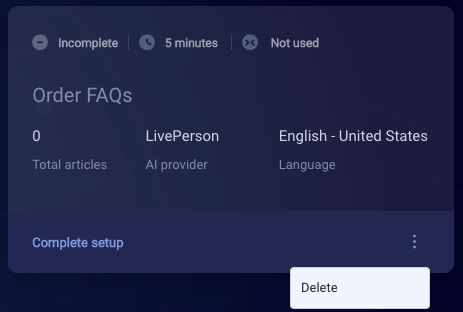 Incomplete 5 minutes Not used
Order FAQs
0 LivePerson English - United States
Total articles AI provider Language
Complete setup
Delete